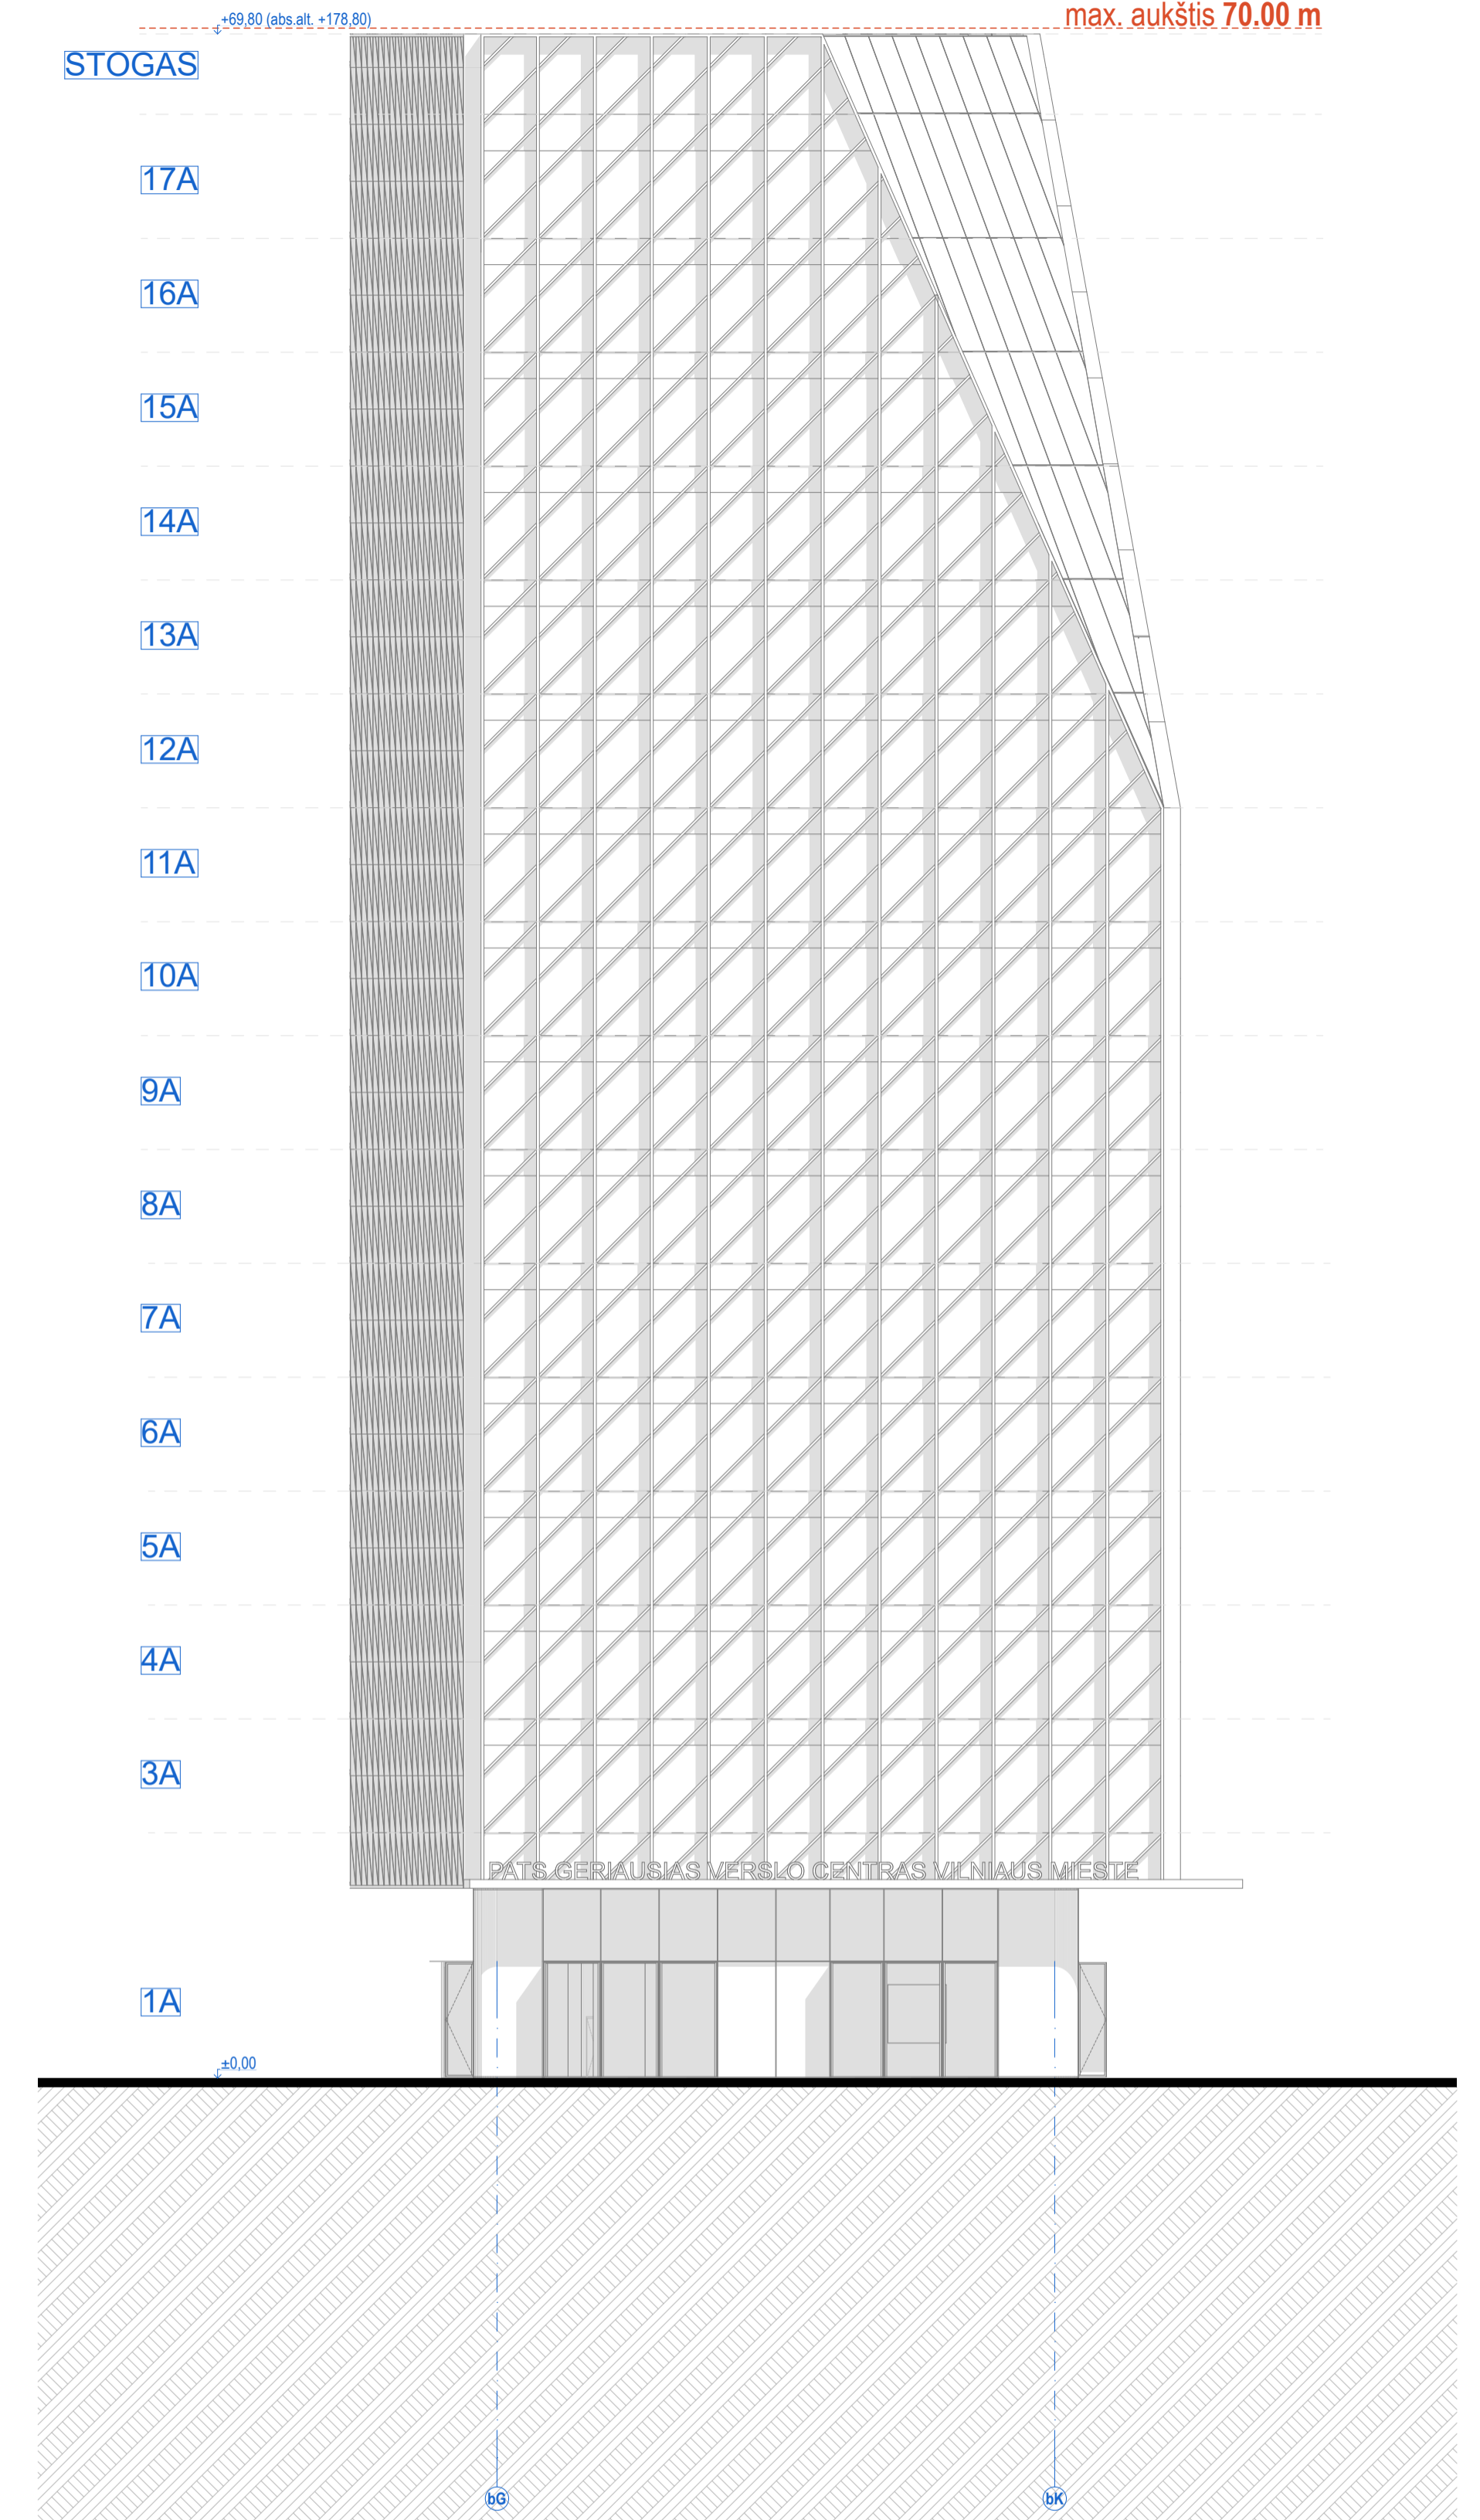 max. aukštis 70.00 m
+69,80 (abs.alt. +178,80)
STOGAS
17A
16A
15A
14A
13A
12A
11A
10A
9A
8A
7A
6A
5A
4A
3A
PATS GERIAUSIAS VERSLO CENTRAS VILNIAUS MIESTE
1A
±0,00
bG
bK